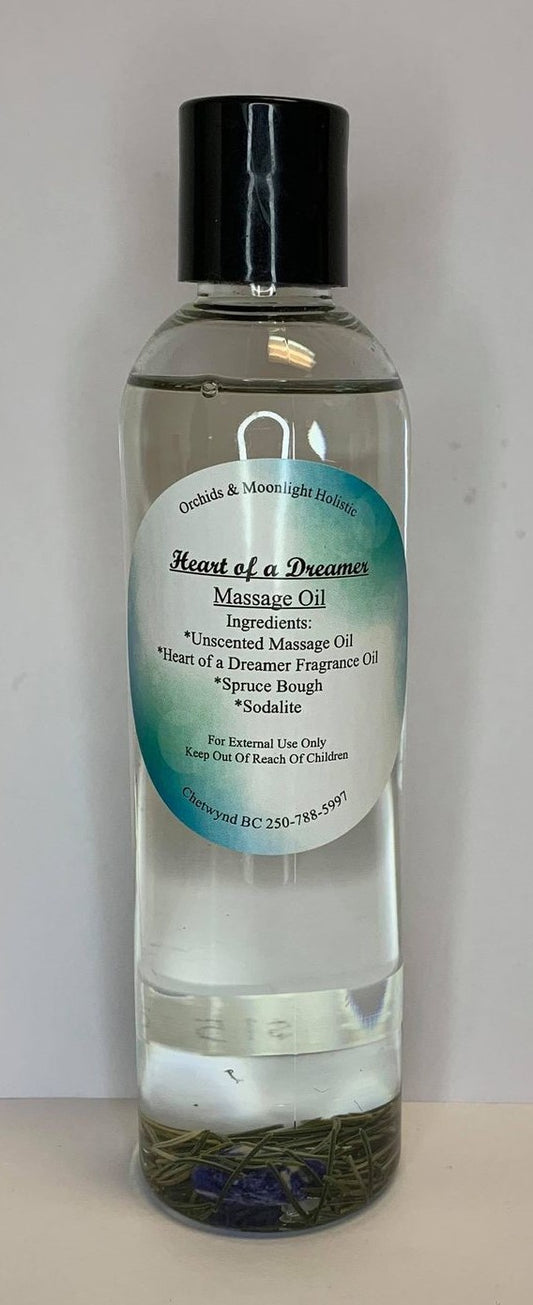 Orchids & Moonlight Holistic
Heart of a Dreamer
Massage Oil
Ingredients:
*Unscented Massage Oil
*Heart of a Dreamer Fragrance Oil
*Spruce Bough
*Sodalite
For External Use Only
Keep Out Of Reach Of Children
Chetwynd BC 250-788-5997